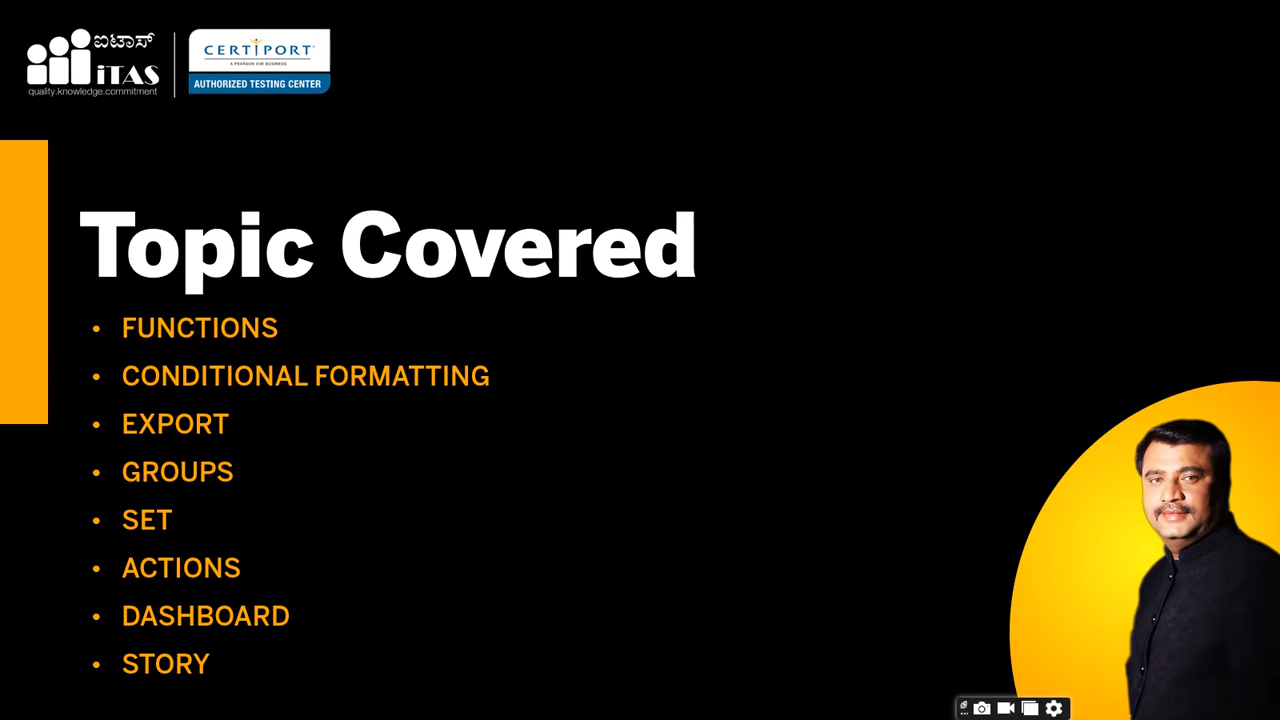 ಐಟಾಸ್
iTAS
quality.knowledge.commitment
CERTIPORT
A PEARSON VUE BUSINESS
AUTHORIZED TESTING CENTER
Topic Covered
• FUNCTIONS
• CONDITIONAL FORMATTING
• EXPORT
• GROUPS
• SET
• ACTIONS
• DASHBOARD
• STORY